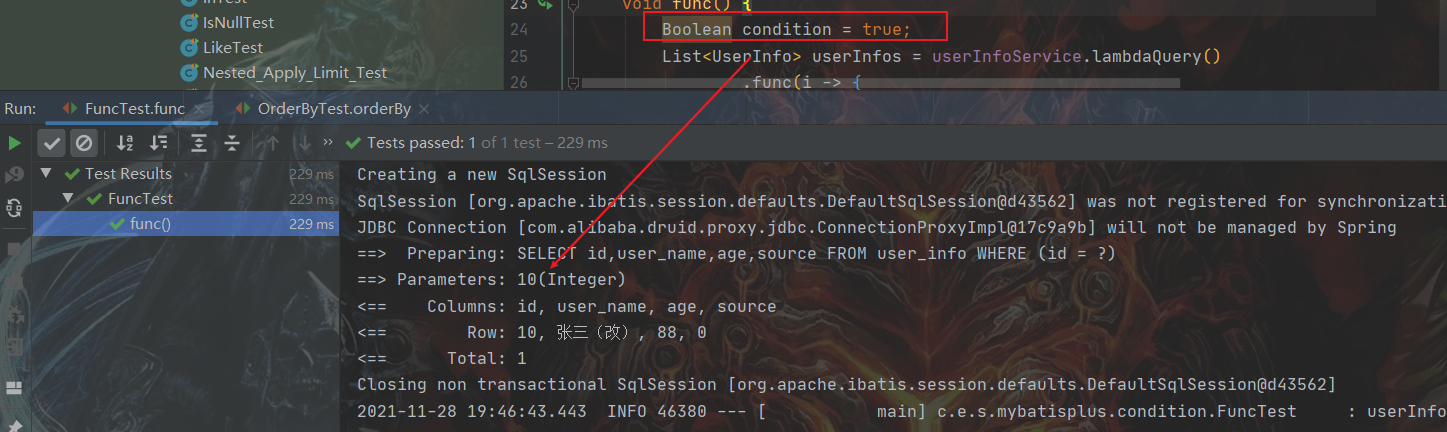 IsNullTest
LikeTest
Nested_Apply_Limit_Test
23 void func() {
24 Boolean condition = true;
25 List<UserInfo> userInfos = userInfoService.lambdaQuery()
26 .func(i -> {
Run: FuncTest.func × OrderByTest.orderBy ×
» Tests passed: 1 of 1 test – 229 ms
Test Results 229 ms
FuncTest 229 ms
func() 229 ms
Creating a new SqlSession
SqlSession [org.apache.ibatis.session.defaults.DefaultSqlSession@d43562] was not registered for synchronizati
JDBC Connection [com.alibaba.druid.proxy.jdbc.ConnectionProxyImpl@17c9a9b] will not be managed by Spring
==> Preparing: SELECT id,user_name,age,source FROM user_info WHERE (id = ?)
==> Parameters: 10(Integer)
<== Columns: id, user_name, age, source
<== Row: 10, 张三（改）, 88, 0
<== Total: 1
Closing non transactional SqlSession [org.apache.ibatis.session.defaults.DefaultSqlSession@d43562]
2021-11-28 19:46:43.443 INFO 46380 --- [ main] c.e.s.mybatisplus.condition.FuncTest : userInfo